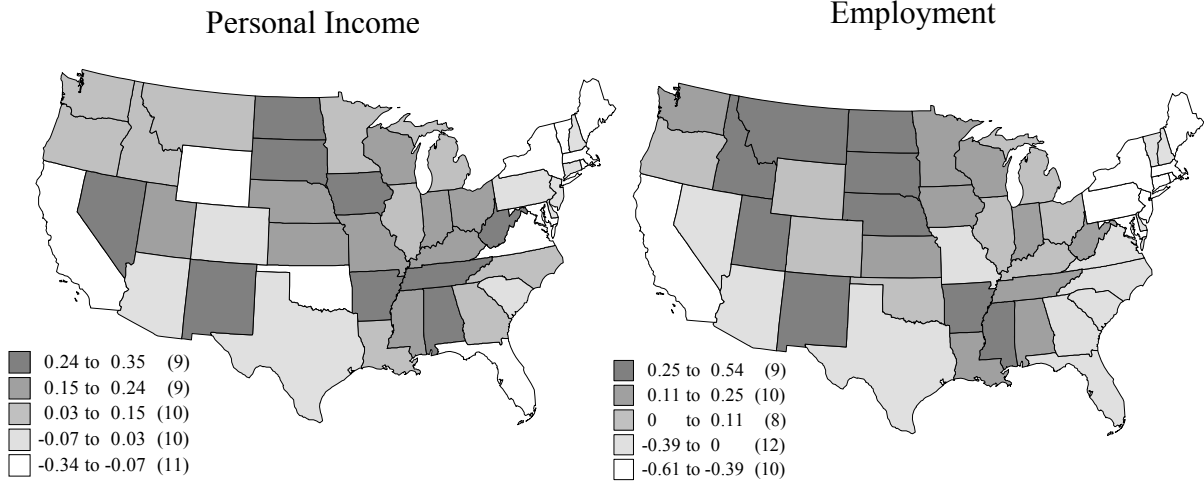 Personal Income
Employment
0.24 to 0.35 (9)
0.15 to 0.24 (9)
0.03 to 0.15 (10)
-0.07 to 0.03 (10)
-0.34 to -0.07 (11)
0.25 to 0.54 (9)
0.11 to 0.25 (10)
0 to 0.11 (8)
-0.39 to 0 (12)
-0.61 to -0.39 (10)